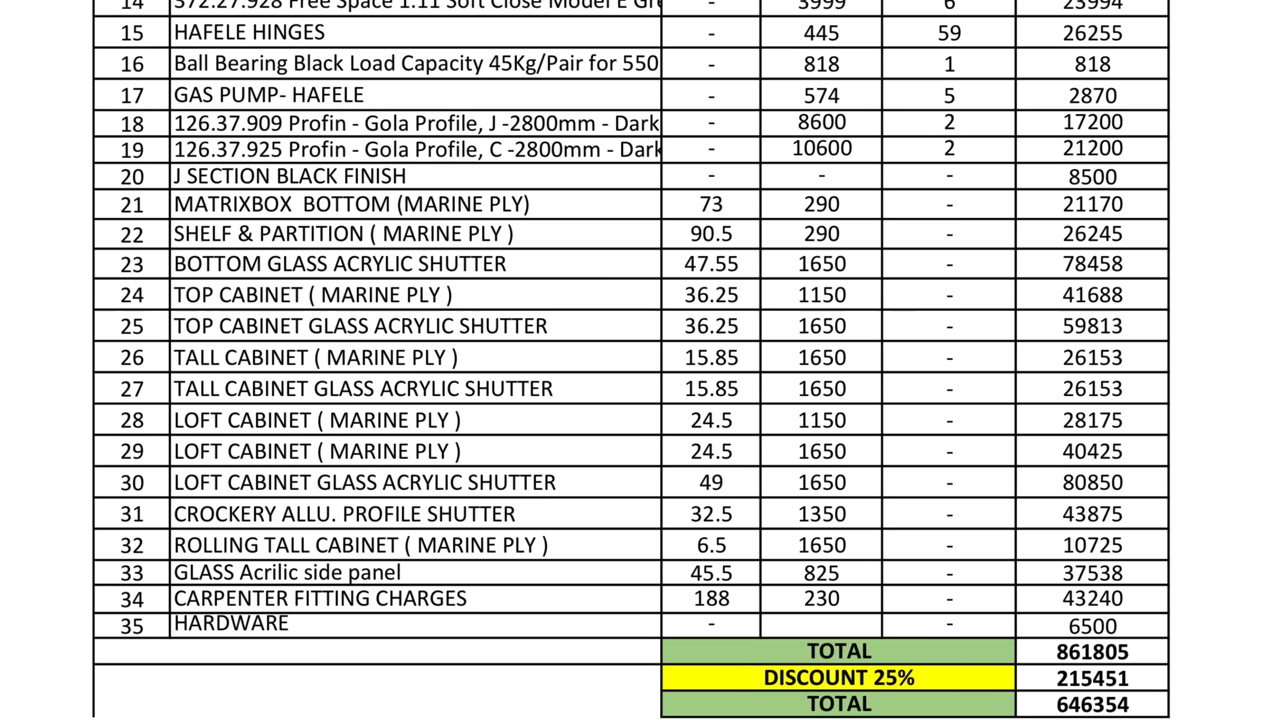 14 372.27.928 Free Space 1.11 Soft Close Model E Gr - 3999 6 23994
15 HAFELE HINGES - 445 59 26255
16 Ball Bearing Black Load Capacity 45Kg/Pair for 550 - 818 1 818
17 GAS PUMP- HAFELE - 574 5 2870
18 126.37.909 Profin - Gola Profile, J -2800mm - Dark - 8600 2 17200
19 126.37.925 Profin - Gola Profile, C -2800mm - Dark - 10600 2 21200
20 J SECTION BLACK FINISH - - - 8500
21 MATRIXBOX BOTTOM (MARINE PLY) 73 290 - 21170
22 SHELF & PARTITION ( MARINE PLY ) 90.5 290 - 26245
23 BOTTOM GLASS ACRYLIC SHUTTER 47.55 1650 - 78458
24 TOP CABINET ( MARINE PLY ) 36.25 1150 - 41688
25 TOP CABINET GLASS ACRYLIC SHUTTER 36.25 1650 - 59813
26 TALL CABINET ( MARINE PLY ) 15.85 1650 - 26153
27 TALL CABINET GLASS ACRYLIC SHUTTER 15.85 1650 - 26153
28 LOFT CABINET ( MARINE PLY ) 24.5 1150 - 28175
29 LOFT CABINET ( MARINE PLY ) 24.5 1650 - 40425
30 LOFT CABINET GLASS ACRYLIC SHUTTER 49 1650 - 80850
31 CROCKERY ALLU. PROFILE SHUTTER 32.5 1350 - 43875
32 ROLLING TALL CABINET ( MARINE PLY ) 6.5 1650 - 10725
33 GLASS Acrilic side panel 45.5 825 - 37538
34 CARPENTER FITTING CHARGES 188 230 - 43240
35 HARDWARE - - 6500
TOTAL 861805
DISCOUNT 25% 215451
TOTAL 646354